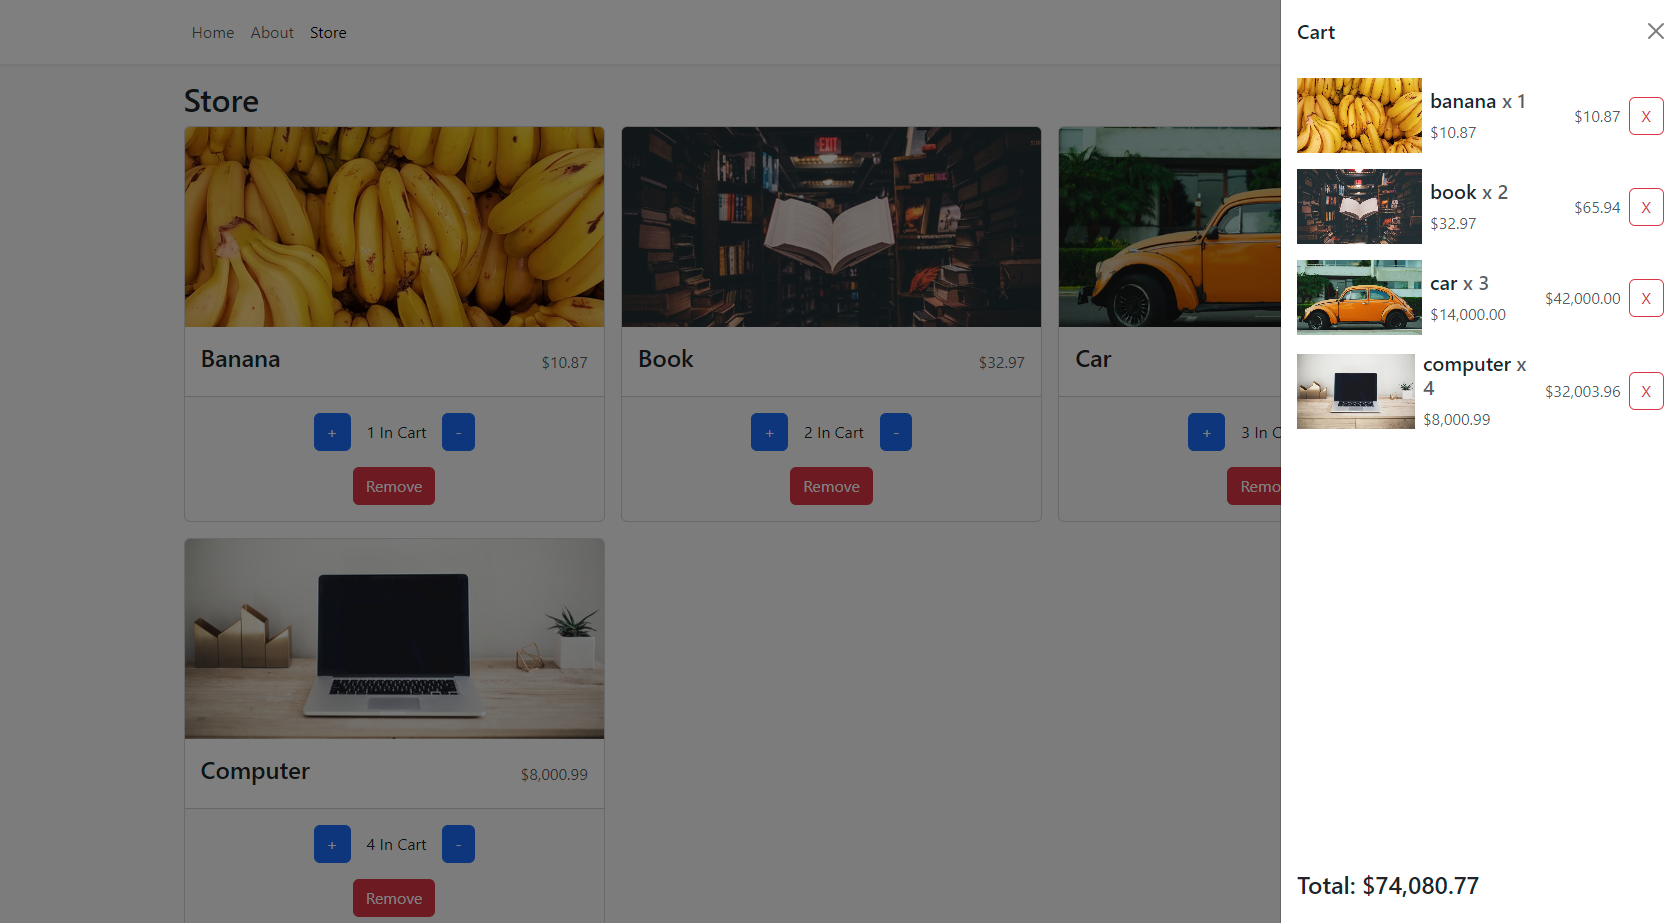 Home About Store
Store
EXIT
Banana $10.87
+ 1 In Cart -
Remove
Book $32.97
+ 2 In Cart -
Remove
Car
+ 3 In C
Remo
Computer $8,000.99
+ 4 In Cart -
Remove
Cart
banana x 1
$10.87
$10.87 X
book x 2
$32.97
$65.94 X
car x 3
$14,000.00
$42,000.00 X
computer x
4
$8,000.99
$32,003.96 X
Total: $74,080.77